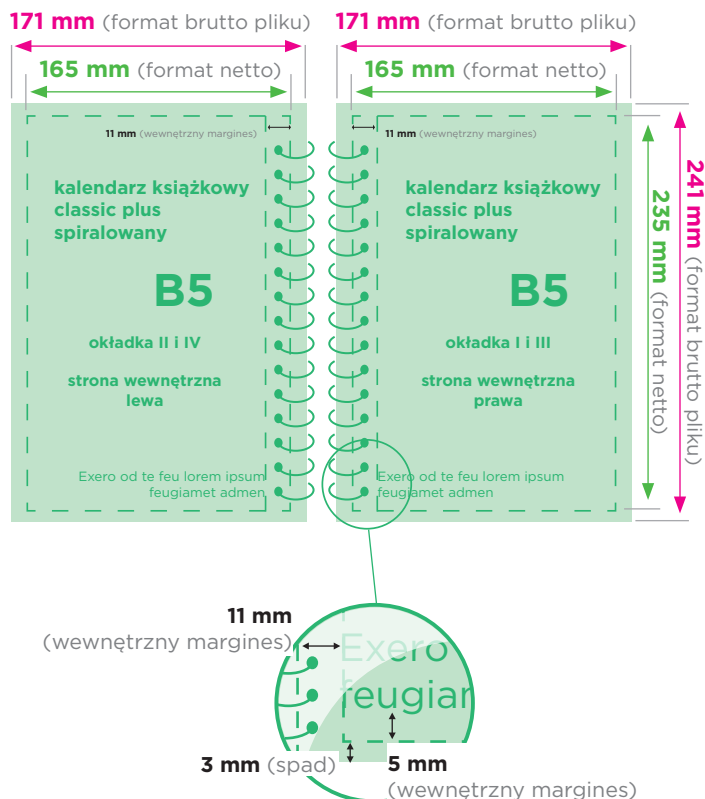 171 mm (format brutto pliku)
171 mm (format brutto pliku)
165 mm (format netto)
165 mm (format netto)
11 mm (wewnętrzny margines)
11 mm (wewnętrzny margines)
kalendarz książkowy
classic plus
spiralowany
B5
okładka II i IV
strona wewnętrzna
lewa
Exero od te feu lorem ipsum
feugiamet admen
kalendarz książkowy
classic plus
spiralowany
B5
okładka I i III
strona wewnętrzna
prawa
Exero od te feu lorem ipsum
feugiamet admen
235 mm (format netto)
241 mm (format brutto pliku)
11 mm
(wewnętrzny margines)
Exero
feugiar
3 mm (spad)
5 mm
(wewnętrzny margines)